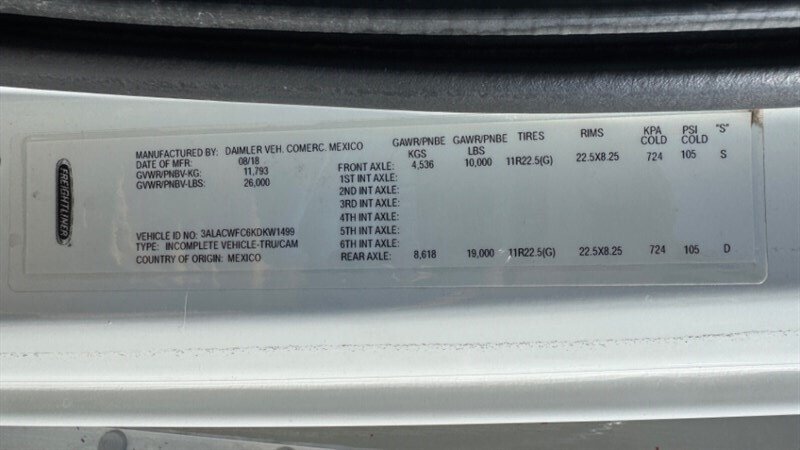 FREIGHTLINER
MANUFACTURED BY: DAIMLER VEH. COMERC. MEXICO
DATE OF MFR: 08/18
GVWR/PNBV-KG: 11,793
GVWR/PNBV-LBS: 26,000
VEHICLE ID NO: 3ALACWFC6KDKW1499
TYPE: INCOMPLETE VEHICLE-TRU/CAM
COUNTRY OF ORIGIN: MEXICO
GAWR/PNBE KGS GAWR/PNBE LBS TIRES RIMS KPA COLD PSI COLD "S"
FRONT AXLE: 4,536 10,000 11R22.5(G) 22.5X8.25 724 105 S
1ST INT AXLE:
2ND INT AXLE:
3RD INT AXLE:
4TH INT AXLE:
5TH INT AXLE:
6TH INT AXLE:
REAR AXLE: 8,618 19,000 11R22.5(G) 22.5X8.25 724 105 D